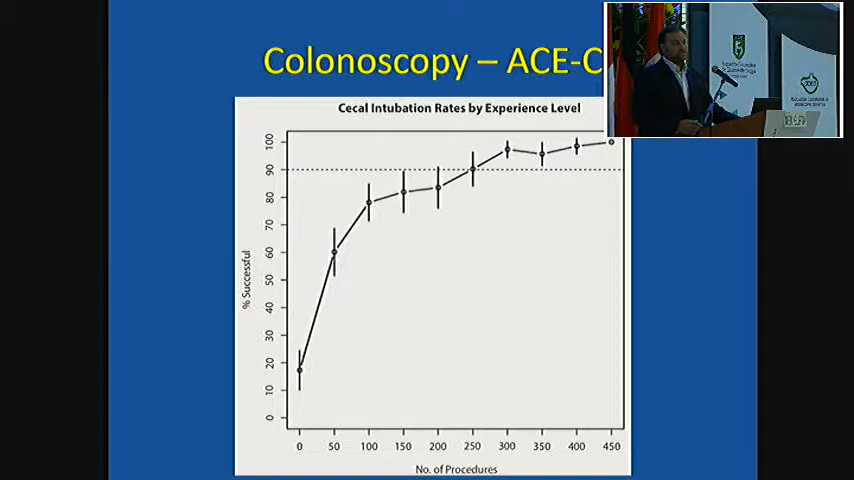 Colonoscopy – ACE-C
Cecal Intubation Rates by Experience Level
% Successful
100
90
80
70
60
50
40
30
20
10
0
0 50 100 150 200 250 300 350 400 450
No. of Procedures